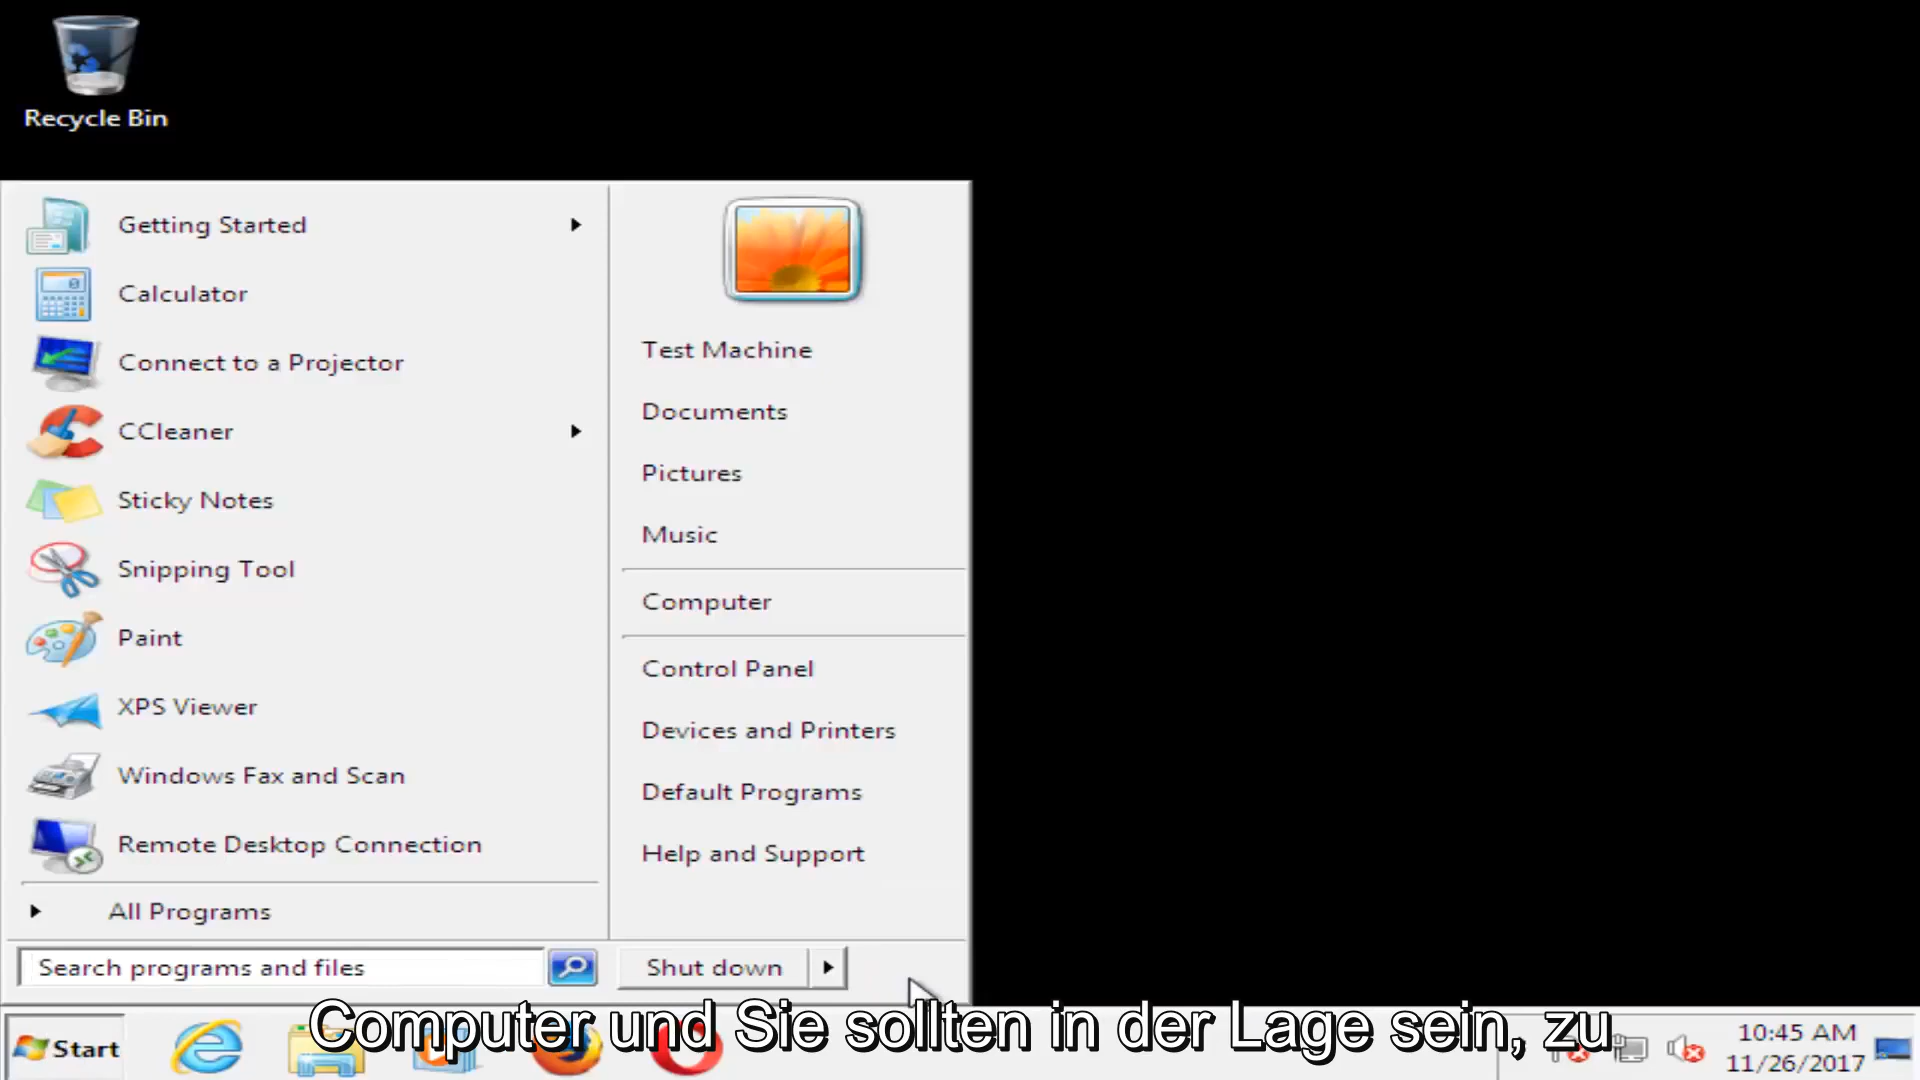 Recycle Bin
Getting Started
Calculator
Connect to a Projector
CCleaner
Sticky Notes
Snipping Tool
Paint
XPS Viewer
Windows Fax and Scan
Remote Desktop Connection
All Programs
Search programs and files
Test Machine
Documents
Pictures
Music
Computer
Control Panel
Devices and Printers
Default Programs
Help and Support
Shut down
Computer und Sie sollten in der Lage sein, zu
Start
10:45 AM
11/26/2017